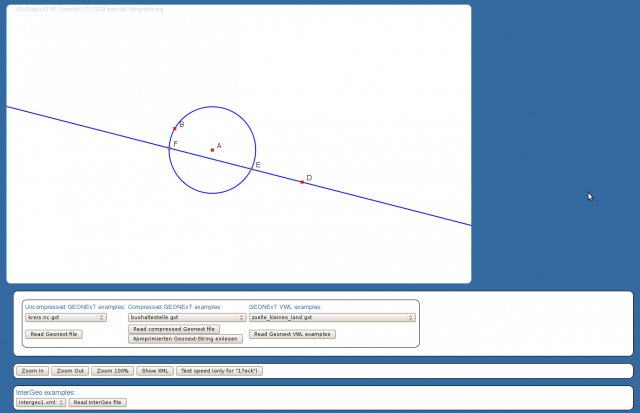 JSXGraph v0.60 Copyright (C) 2008 see http://jsxgraph.org
B
F
A
E
D
Uncompressed GEONExT examples: Compressed GEONExT examples: GEONExT VWL examples:
kreis nc.gxt bushaltestelle.gxt zoelle_kleines_land.gxt
Read compressed Geonext file
Read Geonext file Read Geonext VWL examples
Komprimierten Geonext-String einlesen
Zoom In Zoom Out Zoom 100% Show XML Test speed (only for "17eck")
InterGeo examples:
intergeo1.xml Read InterGeo file